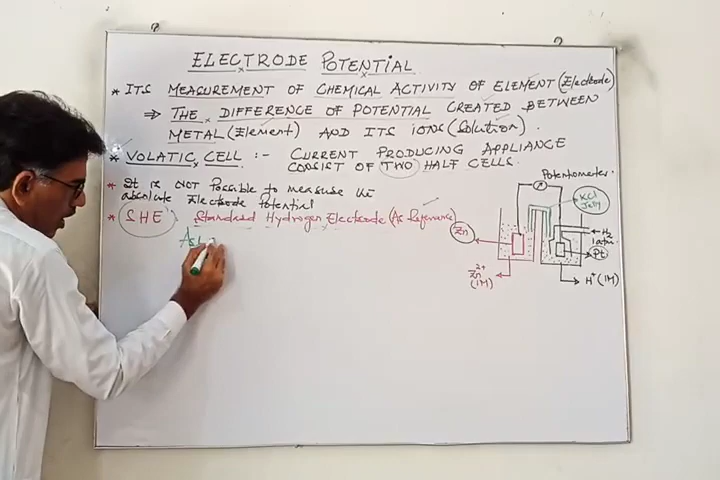 ELECTRODE POTENTIAL
* ITS MEASUREMENT OF CHEMICAL ACTIVITY OF ELEMENT (Electrode)
⇒ THE DIFFERENCE OF POTENTIAL CREATED BETWEEN
METAL (Element) AND ITS IONS (Solution).
* VOLATIC CELL :- CURRENT PRODUCING APPLIANCE
CONSIST OF TWO HALF CELLS.
* It is not Possible to measure the
absolute Electrode Potential
* SHE : Standard Hydrogen Electrode (As Reference)
Potentiometer
KCl
Jelly
Zn
H2
1atm
Pt
Zn2+
(1M)
H+ (1M)